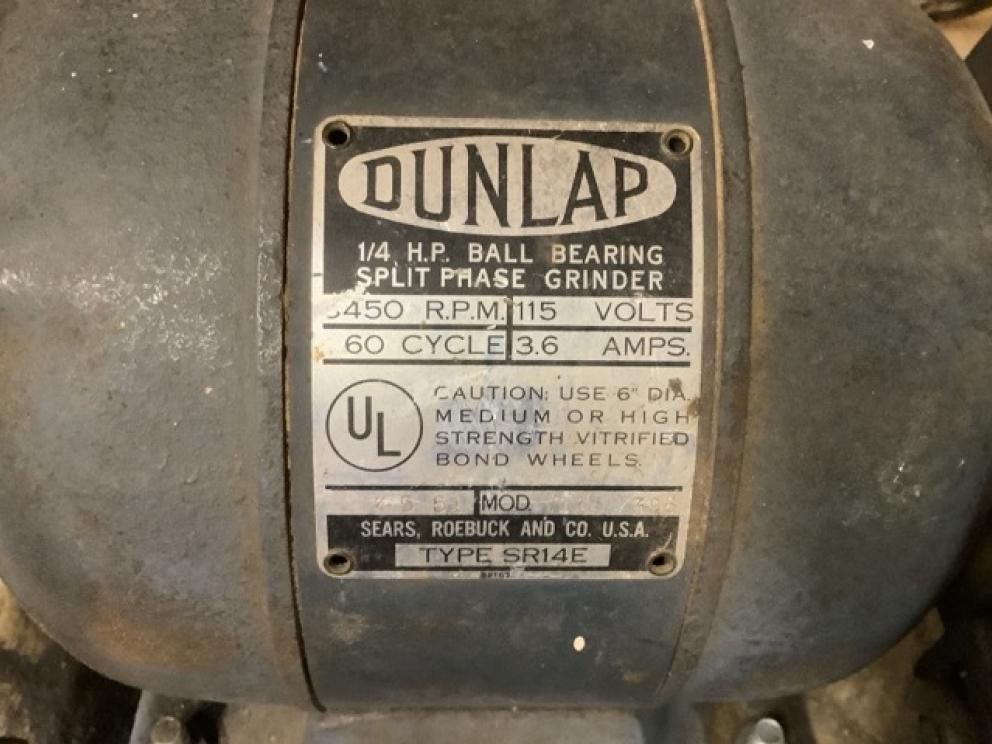 DUNLAP
1/4 H.P. BALL BEARING
SPLIT PHASE GRINDER
3450 R.P.M. 115 VOLTS
60 CYCLE 3.6 AMPS.
UL
CAUTION: USE 6" DIA.
MEDIUM OR HIGH
STRENGTH VITRIFIED
BOND WHEELS.
MOD.
SEARS, ROEBUCK AND CO. U.S.A.
TYPE SR14E